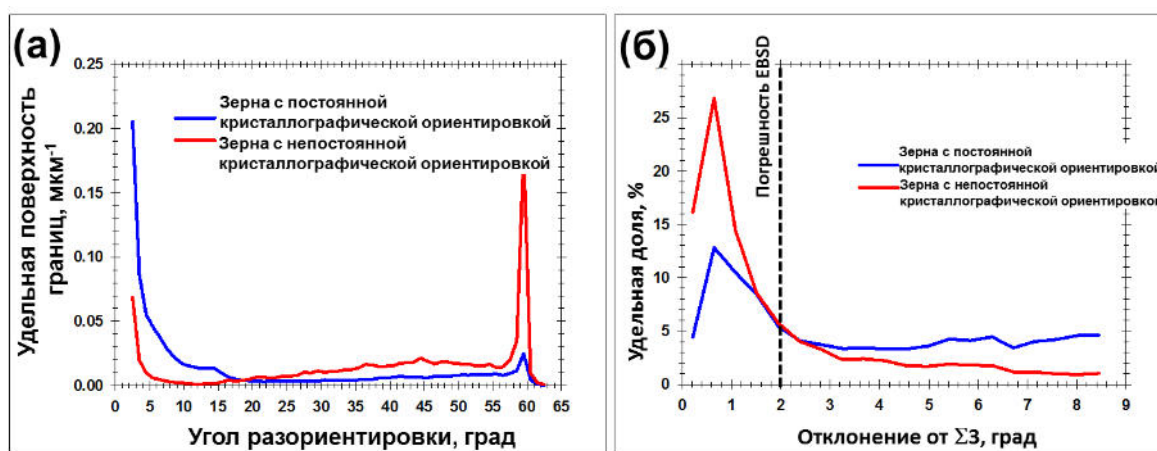 (а)
Удельная поверхность
границ, мкм-1
0.25
0.20
0.15
0.10
0.05
0.00
Зерна с постоянной
кристаллографической ориентировкой
Зерна с непостоянной
кристаллографической ориентировкой
0 5 10 15 20 25 30 35 40 45 50 55 60 65
Угол разориентировки, град
(б)
Удельная доля, %
25
20
15
10
5
0
Погрешность EBSD
Зерна с постоянной
кристаллографической ориентировкой
Зерна с непостоянной
кристаллографической ориентировкой
0 1 2 3 4 5 6 7 8 9
Отклонение от Σ3, град